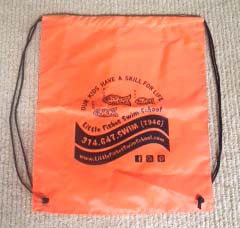 OUR KIDS HAVE A SKILL FOR LIFE
Little Fishes Swim School
314.647.SWIM (7946)
www.LittleFishesSwimSchool.com